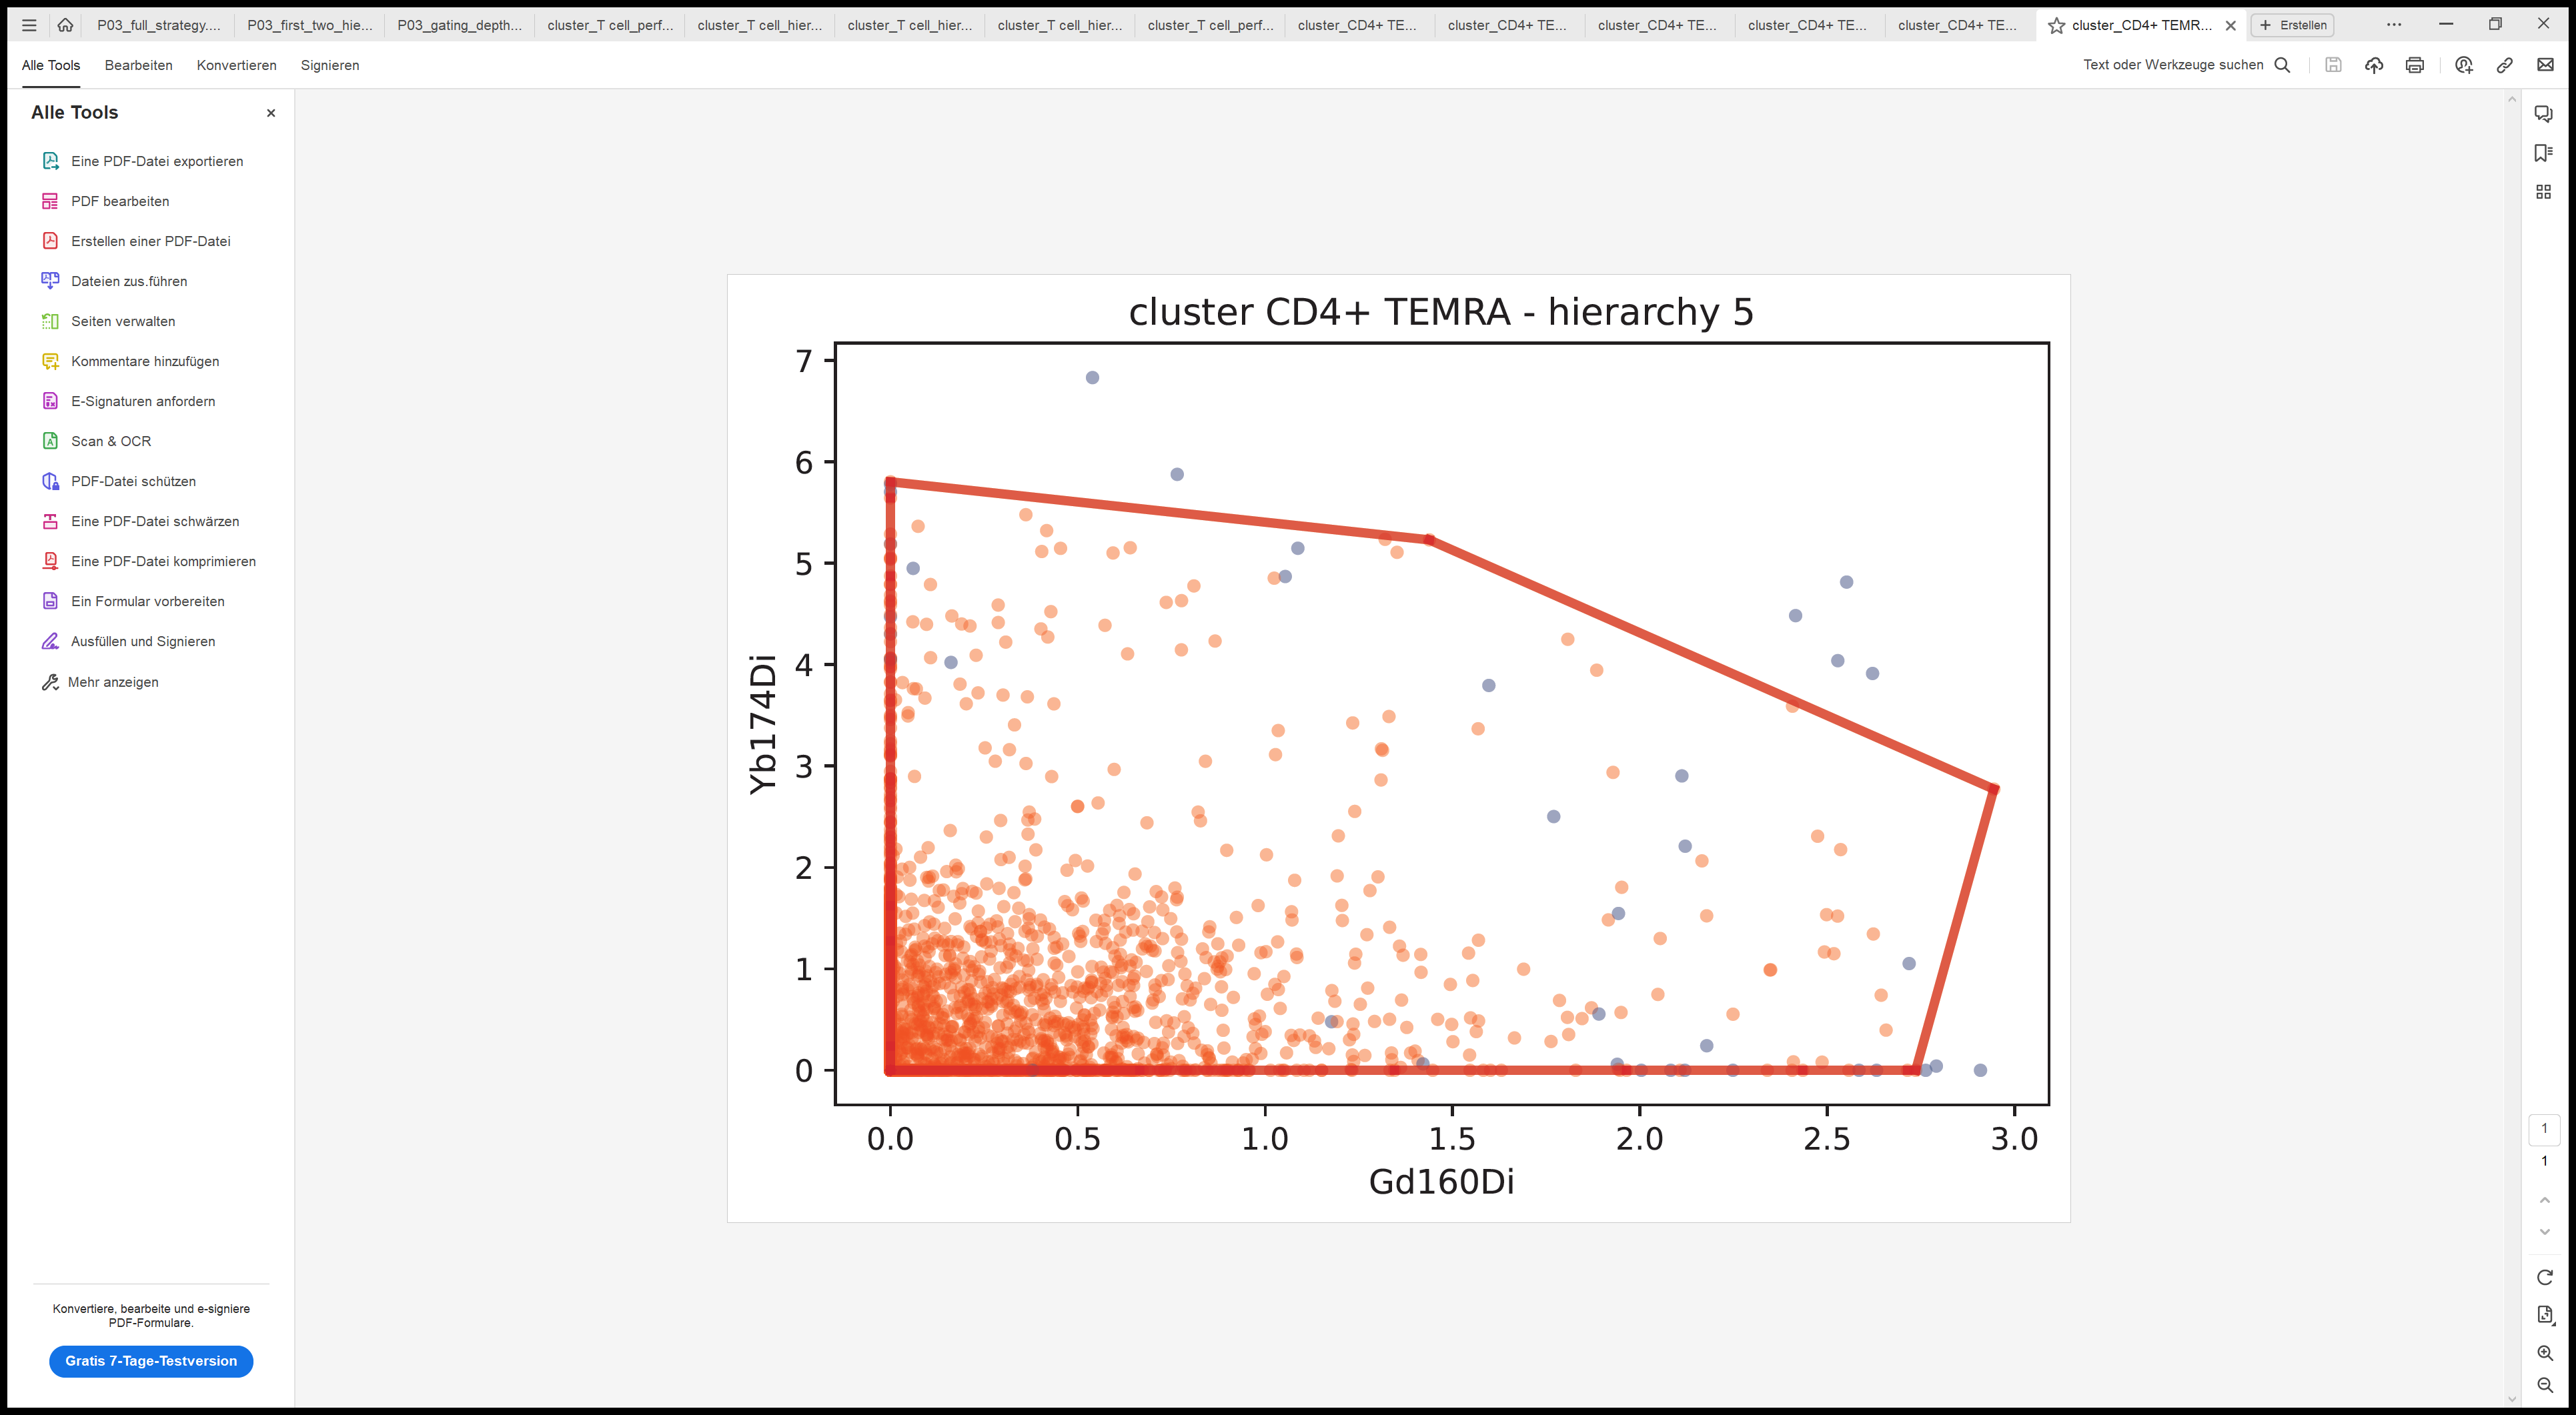 P03_full_strategy....
P03_first_two_hie...
P03_gating_depth...
cluster_T cell_perf...
cluster_T cell_hier...
cluster_T cell_hier...
cluster_T cell_hier...
cluster_T cell_perf...
cluster_CD4+ TE...
cluster_CD4+ TE...
cluster_CD4+ TE...
cluster_CD4+ TE...
cluster_CD4+ TE...
cluster_CD4+ TEMR...
Erstellen
Alle Tools
Bearbeiten
Konvertieren
Signieren
Text oder Werkzeuge suchen
Alle Tools
Eine PDF-Datei exportieren
PDF bearbeiten
Erstellen einer PDF-Datei
Dateien zus.führen
Seiten verwalten
Kommentare hinzufügen
E-Signaturen anfordern
Scan & OCR
PDF-Datei schützen
Eine PDF-Datei schwärzen
Eine PDF-Datei komprimieren
Ein Formular vorbereiten
Ausfüllen und Signieren
Mehr anzeigen
Konvertiere, bearbeite und e-signiere
PDF-Formulare.
Gratis 7-Tage-Testversion
cluster CD4+ TEMRA - hierarchy 5
7
6
5
4
3
2
1
0
Yb174Di
0.0 0.5 1.0 1.5 2.0 2.5 3.0
Gd160Di
1
1